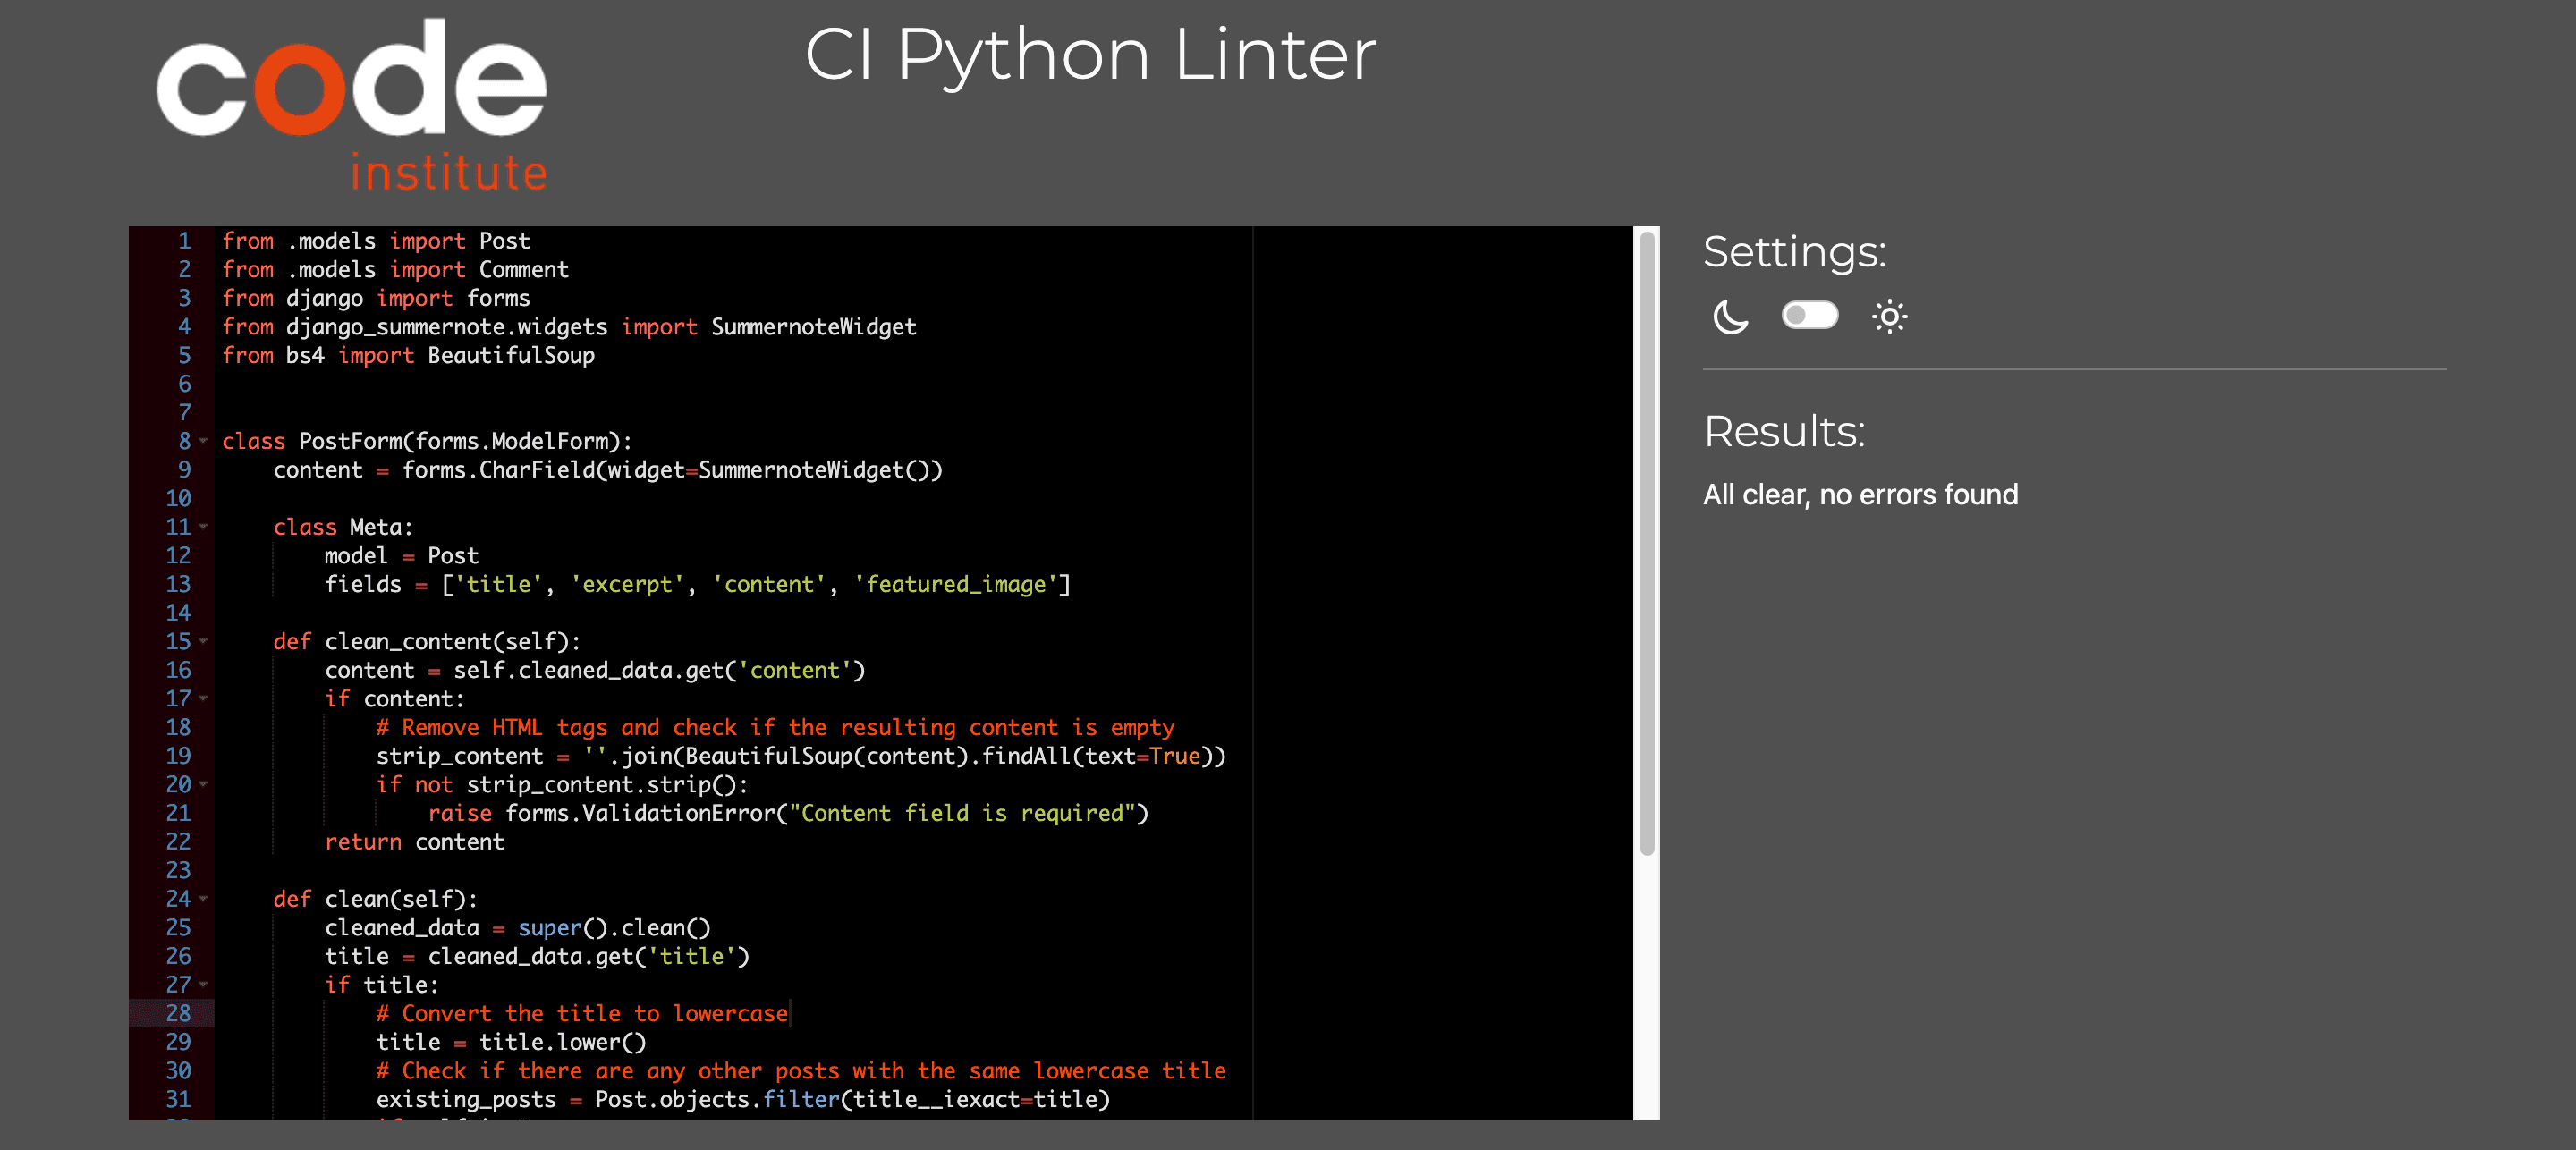 code
institute
CI Python Linter
1 from .models import Post
2 from .models import Comment
3 from django import forms
4 from django_summernote.widgets import SummernoteWidget
5 from bs4 import BeautifulSoup
6
7
8 class PostForm(forms.ModelForm):
9     content = forms.CharField(widget=SummernoteWidget())
10
11     class Meta:
12         model = Post
13         fields = ['title', 'excerpt', 'content', 'featured_image']
14
15     def clean_content(self):
16         content = self.cleaned_data.get('content')
17         if content:
18             # Remove HTML tags and check if the resulting content is empty
19             strip_content = ''.join(BeautifulSoup(content).findAll(text=True))
20             if not strip_content.strip():
21                 raise forms.ValidationError("Content field is required")
22         return content
23
24     def clean(self):
25         cleaned_data = super().clean()
26         title = cleaned_data.get('title')
27         if title:
28             # Convert the title to lowercase
29             title = title.lower()
30             # Check if there are any other posts with the same lowercase title
31             existing_posts = Post.objects.filter(title__iexact=title)
Settings:
Results:
All clear, no errors found